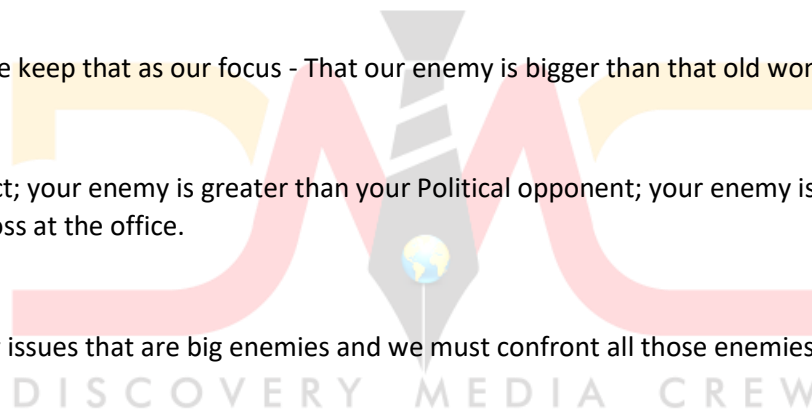 e keep that as our focus - That our enemy is bigger than that old wor
ct; your enemy is greater than your Political opponent; your enemy is
oss at the office.
issues that are big enemies and we must confront all those enemies
DISCOVERY MEDIA CREW